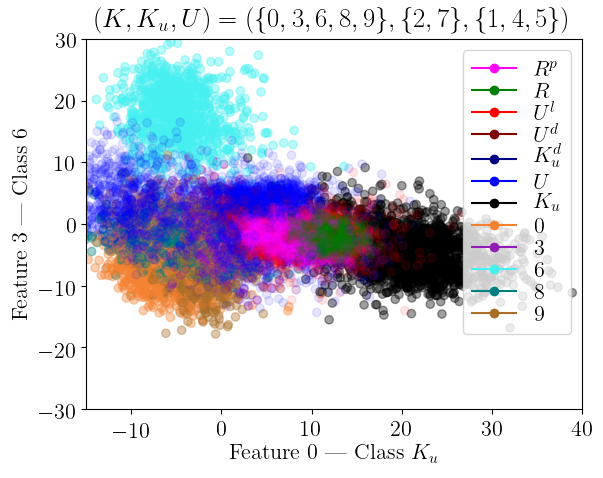 (K, K_u, U) = ({0, 3, 6, 8, 9}, {2, 7}, {1, 4, 5})
30
20
10
0
−10
−20
−30
Feature 3 — Class 6
R^p
R
U^l
U^d
K_u^d
U
K_u
0
3
6
8
9
−10
0
10
20
30
40
Feature 0 — Class K_u